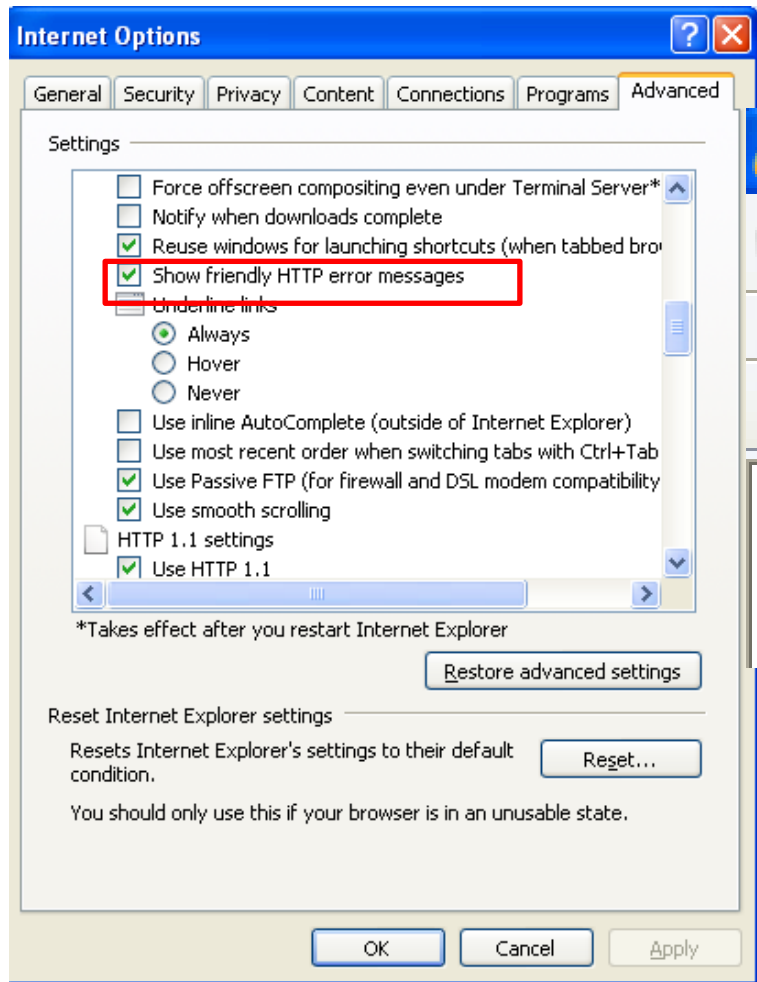 Internet Options
General Security Privacy Content Connections Programs Advanced
Settings
Force offscreen compositing even under Terminal Server*
Notify when downloads complete
Reuse windows for launching shortcuts (when tabbed bro
Show friendly HTTP error messages
Underline links
Always
Hover
Never
Use inline AutoComplete (outside of Internet Explorer)
Use most recent order when switching tabs with Ctrl+Tab
Use Passive FTP (for firewall and DSL modem compatibility
Use smooth scrolling
HTTP 1.1 settings
Use HTTP 1.1
*Takes effect after you restart Internet Explorer
Restore advanced settings
Reset Internet Explorer settings
Resets Internet Explorer's settings to their default
condition.
Reset...
You should only use this if your browser is in an unusable state.
OK Cancel Apply